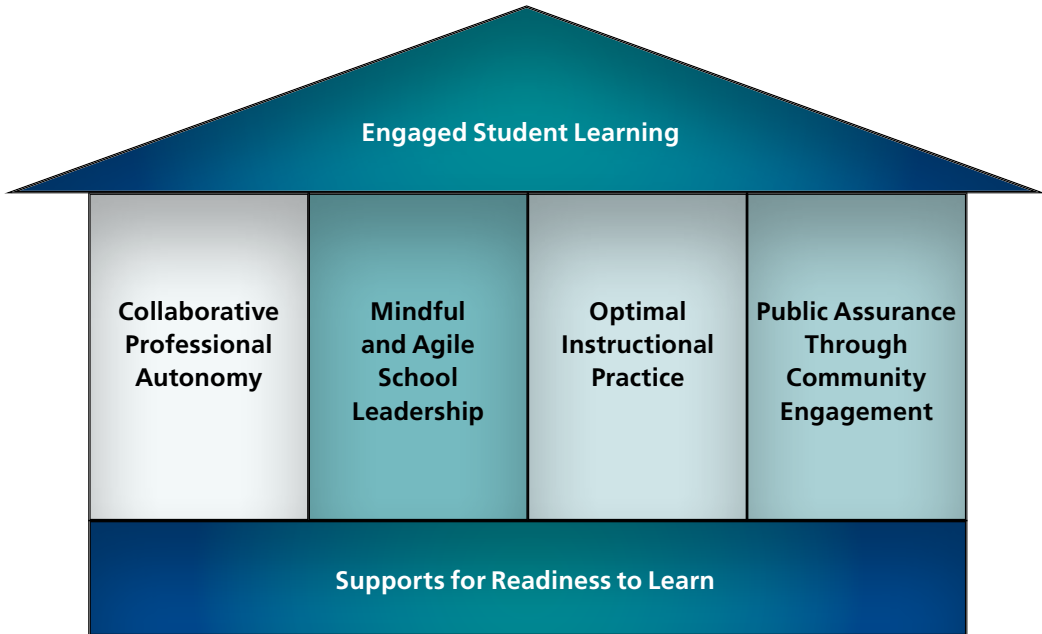 Engaged Student Learning
Collaborative
Professional
Autonomy
Mindful
and Agile
School
Leadership
Optimal
Instructional
Practice
Public Assurance
Through
Community
Engagement
Supports for Readiness to Learn